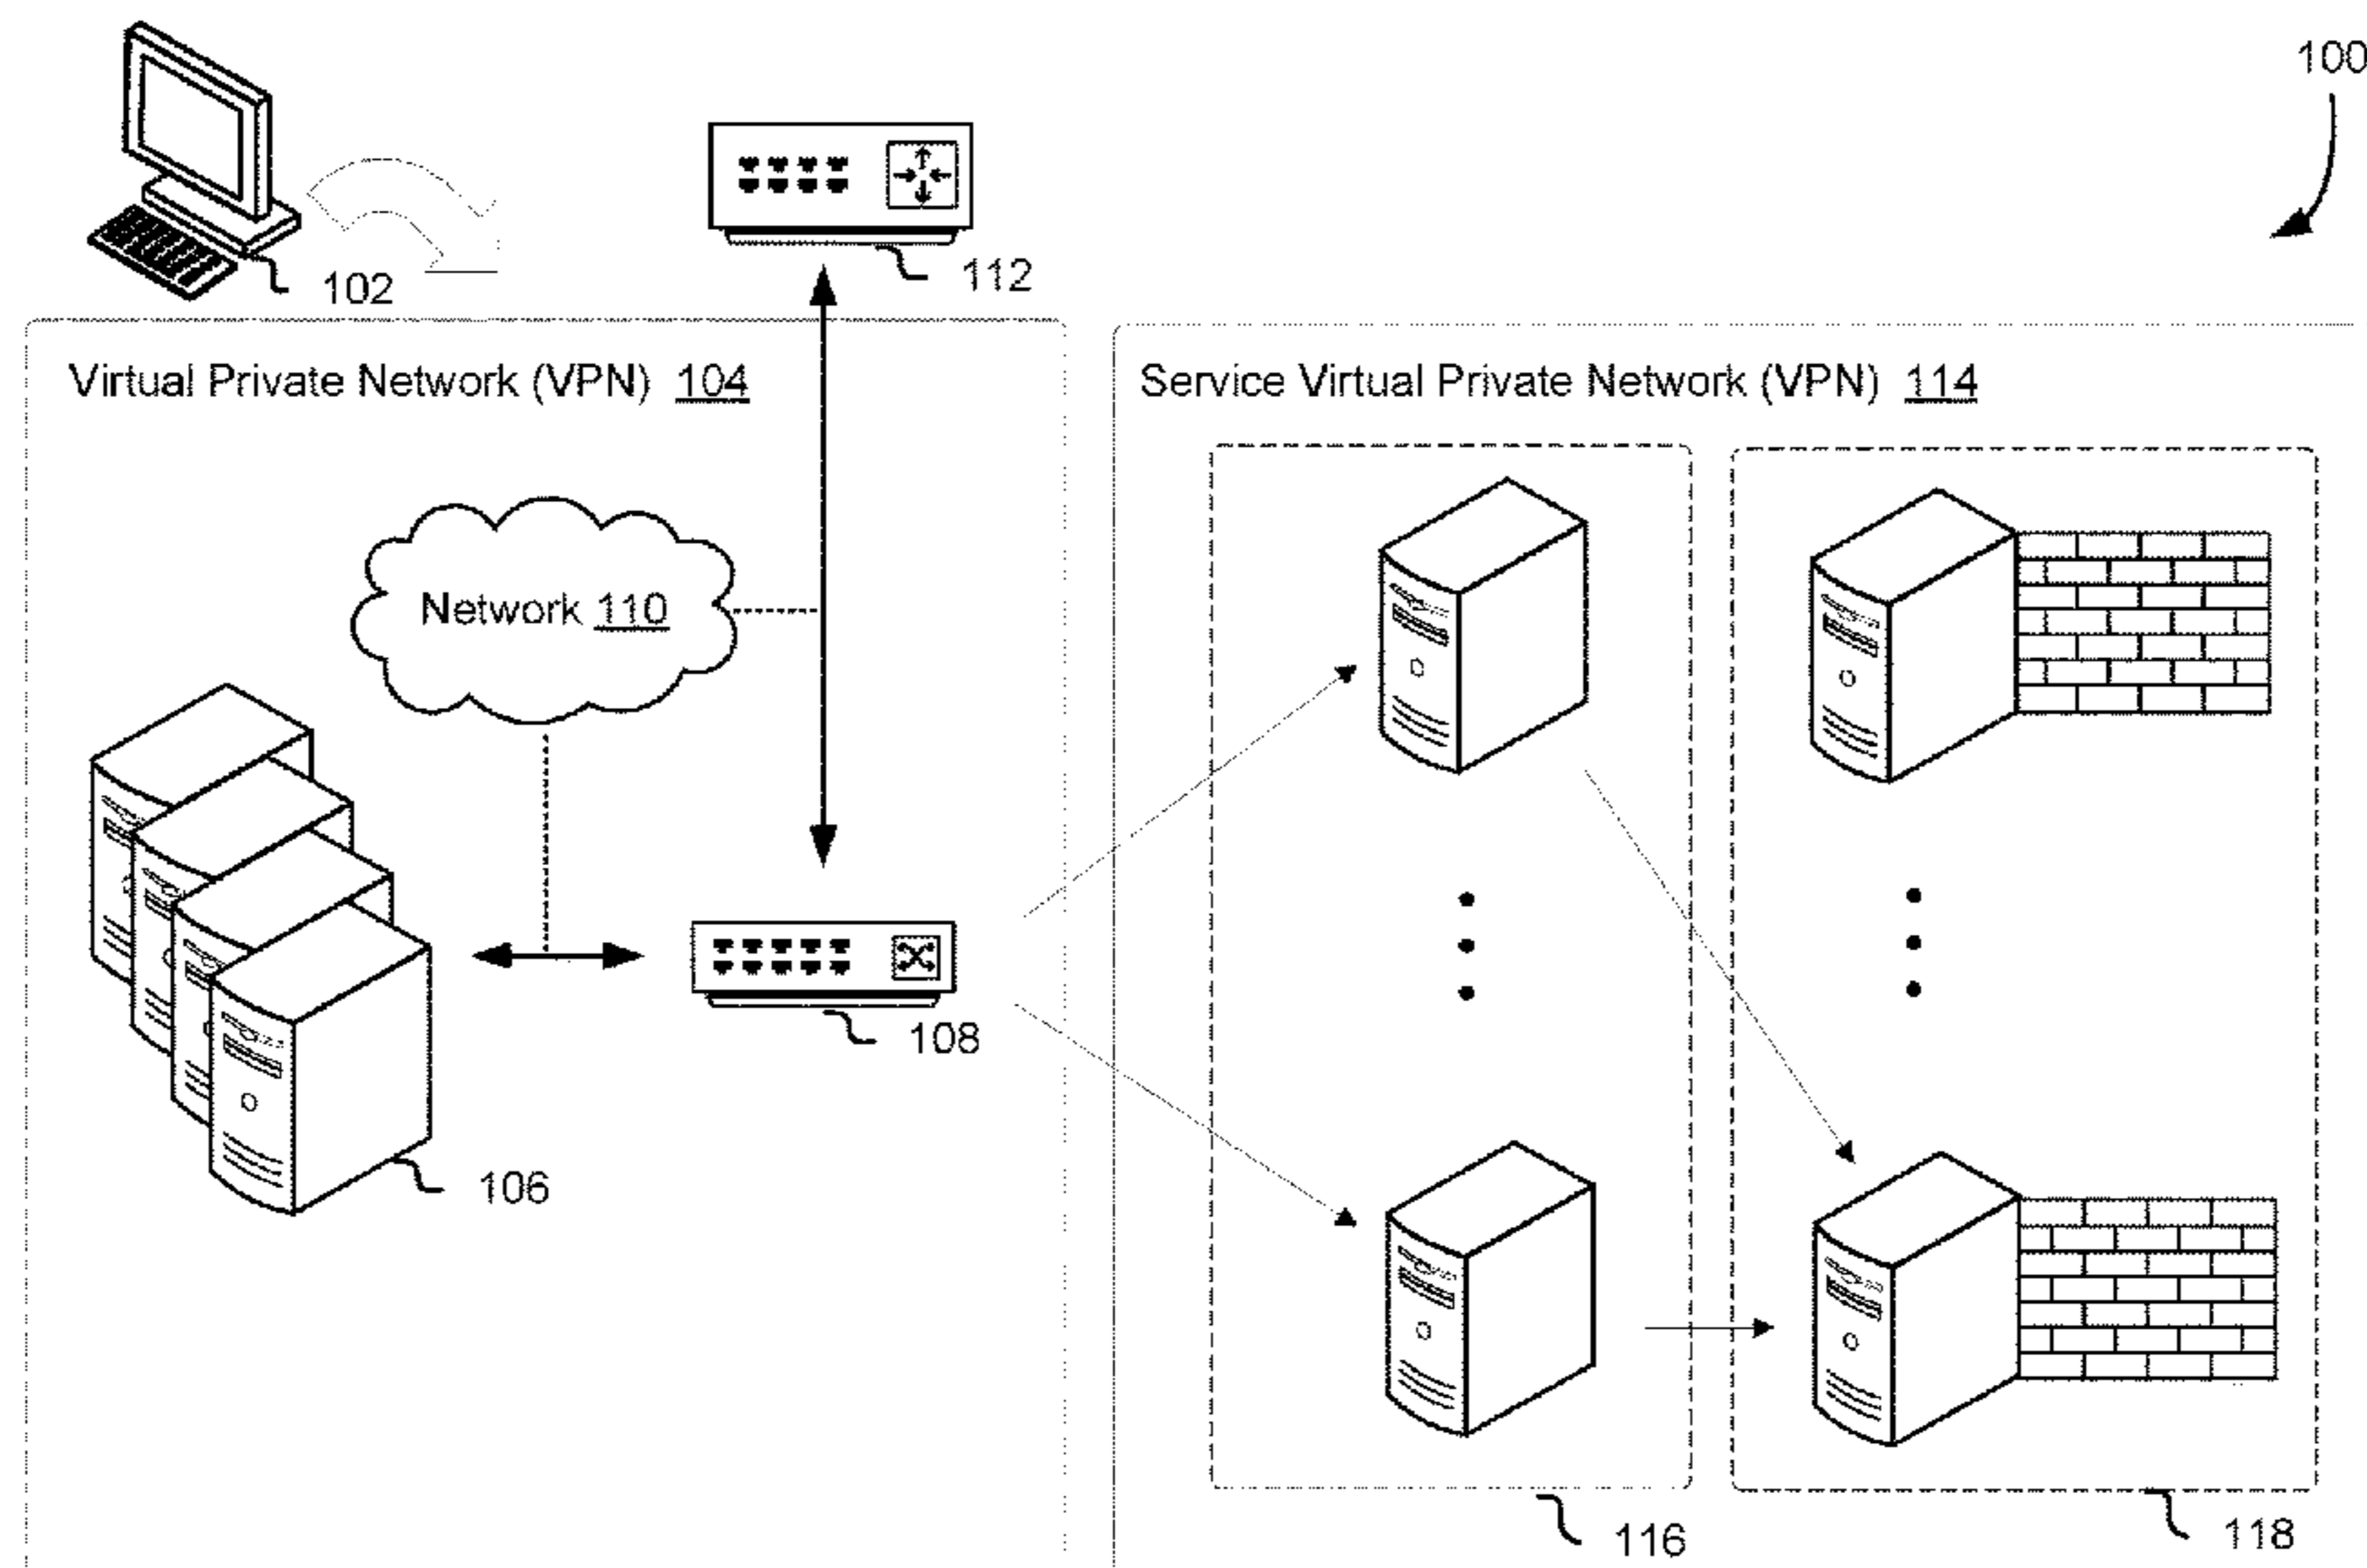 100
102
112
Virtual Private Network (VPN) 104
Service Virtual Private Network (VPN) 114
Network 110
108
106
116
118